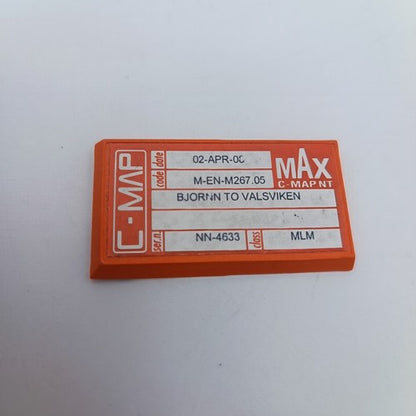 C-MAP
date 02-APR-0
MAX
C-MAP NT
code M-EN-M267.05
BJORNN TO VALSVIKEN
ser.n. NN-4633 class MLM